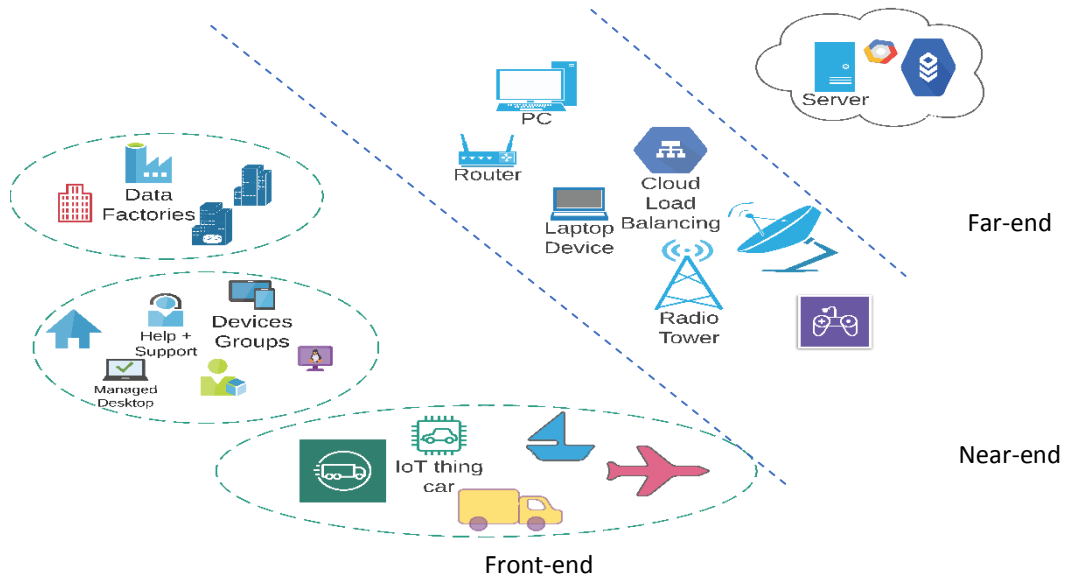 Server
PC
Router
Cloud
Load
Balancing
Laptop
Device
Data
Factories
Far-end
Radio
Tower
Devices
Groups
Help +
Support
Managed
Desktop
Near-end
IoT thing
car
Front-end